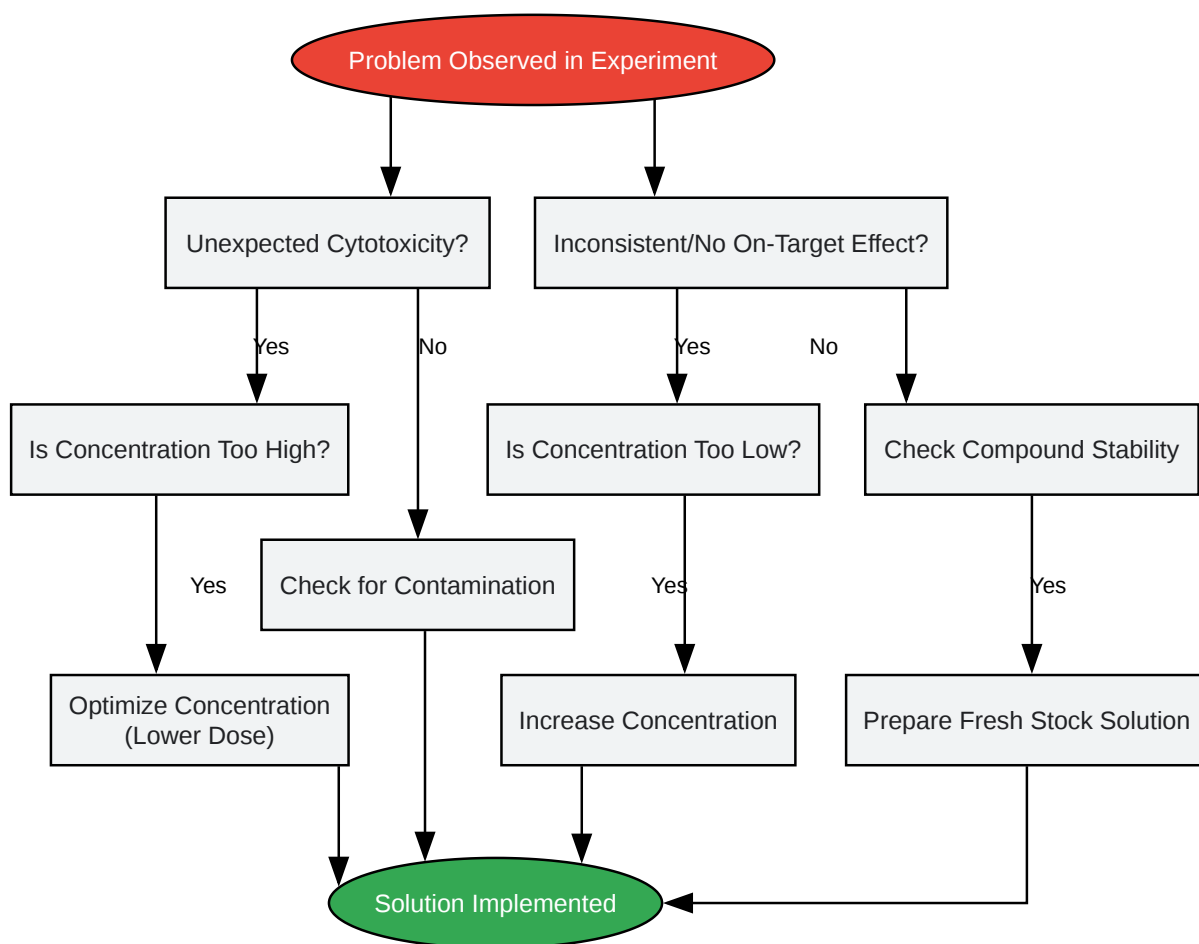 Problem Observed in Experiment
Unexpected Cytotoxicity?
Inconsistent/No On-Target Effect?
Yes
No
Yes
No
Is Concentration Too High?
Is Concentration Too Low?
Check Compound Stability
Yes
Check for Contamination
Yes
Yes
Optimize Concentration
(Lower Dose)
Increase Concentration
Prepare Fresh Stock Solution
Solution Implemented